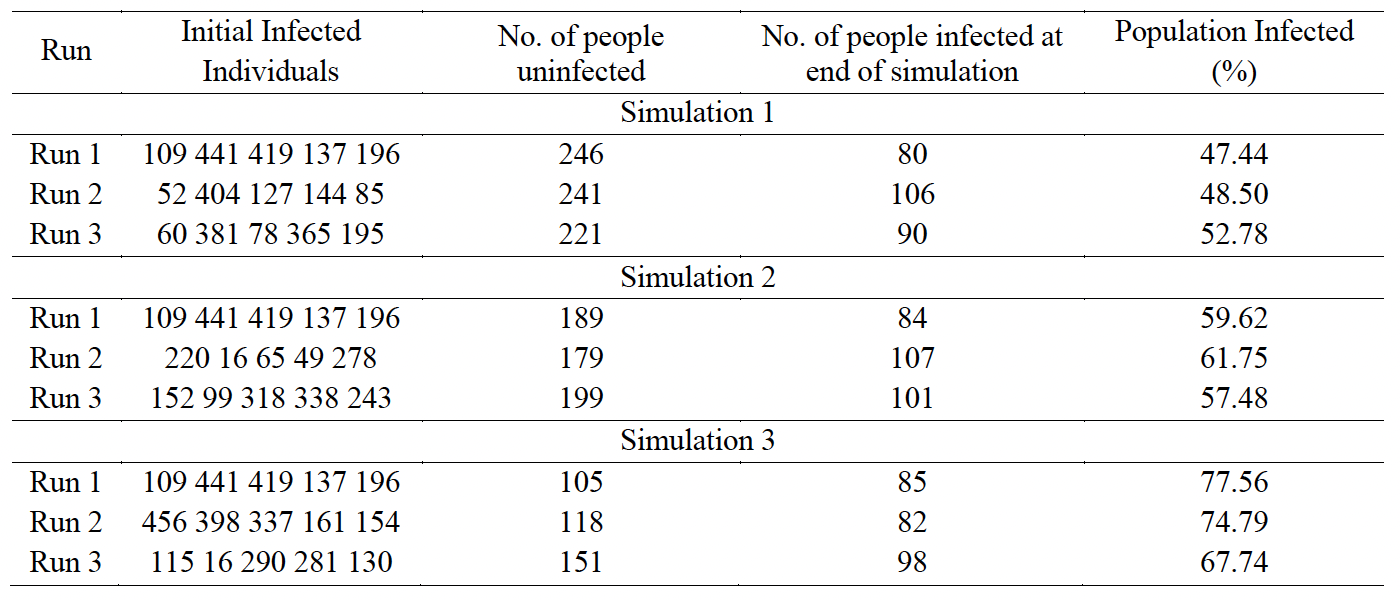 Run Initial Infected Individuals No. of people uninfected No. of people infected at end of simulation Population Infected (%)
Simulation 1
Run 1 109 441 419 137 196 246 80 47.44
Run 2 52 404 127 144 85 241 106 48.50
Run 3 60 381 78 365 195 221 90 52.78
Simulation 2
Run 1 109 441 419 137 196 189 84 59.62
Run 2 220 16 65 49 278 179 107 61.75
Run 3 152 99 318 338 243 199 101 57.48
Simulation 3
Run 1 109 441 419 137 196 105 85 77.56
Run 2 456 398 337 161 154 118 82 74.79
Run 3 115 16 290 281 130 151 98 67.74